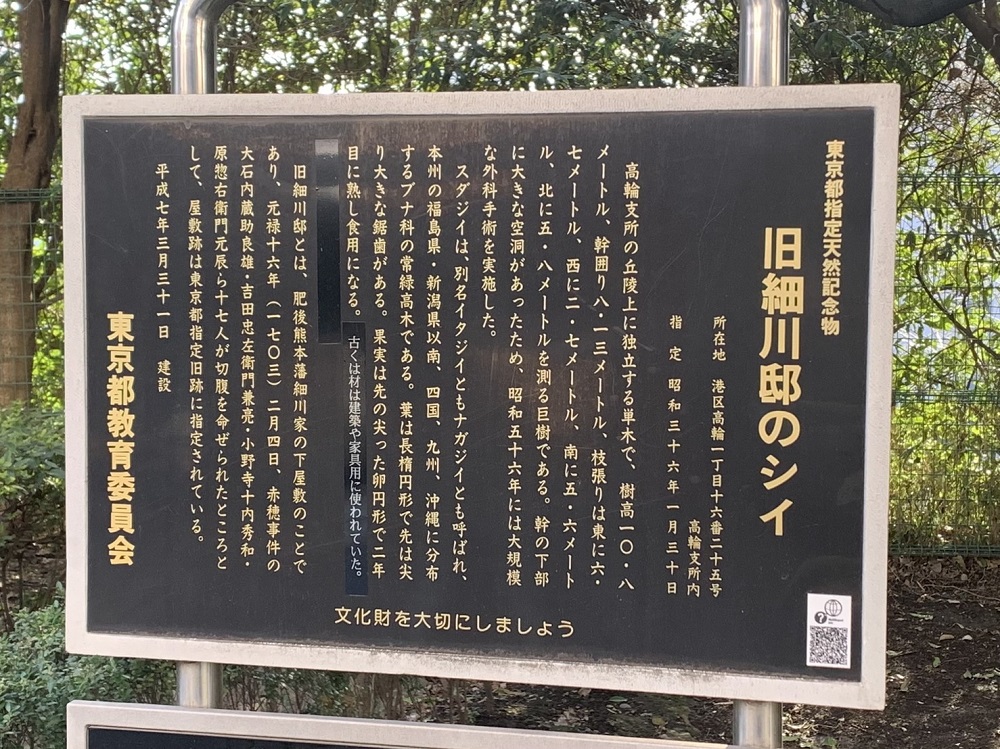 東京都指定天然記念物
旧細川邸のシイ
所在地　港区高輪一丁目十六番二十五号
高輪支所内
指　定　昭和三十六年一月三十日
高輪支所の丘陵上に独立する単木で、樹高一〇・八
メートル、幹囲り八・一三メートル、枝張りは東に六・
七メートル、西に二・七メートル、南に五・六メート
ル、北に五・八メートルを測る巨樹である。幹の下部
に大きな空洞があったため、昭和五十六年には大規模
な外科手術を実施した。
スダジイは、別名イタジイともナガジイとも呼ばれ、
本州の福島県・新潟県以南、四国、九州、沖縄に分布
するブナ科の常緑高木である。葉は長楕円形で先は尖
り大きな鋸歯がある。果実は先の尖った卵円形で二年
目に熟し食用になる。古くは材は建築や家具用に使われていた。
旧細川邸とは、肥後熊本藩細川家の下屋敷のことで
あり、元禄十六年（一七〇三）二月四日、赤穂事件の
大石内蔵助良雄・吉田忠左衛門兼亮・小野寺十内秀和・
原惣右衛門元辰ら十七人が切腹を命ぜられたところと
して、屋敷跡は東京都指定旧跡に指定されている。
平成七年三月三十一日　建設
東京都教育委員会
文化財を大切にしましょう